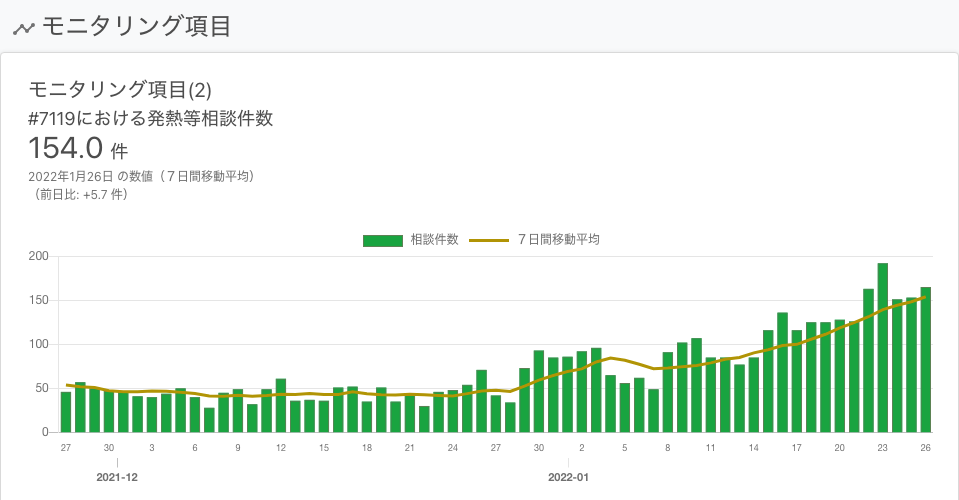 モニタリング項目
モニタリング項目(2)
#7119における発熱等相談件数
154.0 件
2022年1月26日 の数値（７日間移動平均）
（前日比: +5.7 件）
相談件数 ７日間移動平均
200
150
100
50
0
27 30 3 6 9 12 15 18 21 24 27 30 2 5 8 11 14 17 20 23 26
2021-12 2022-01